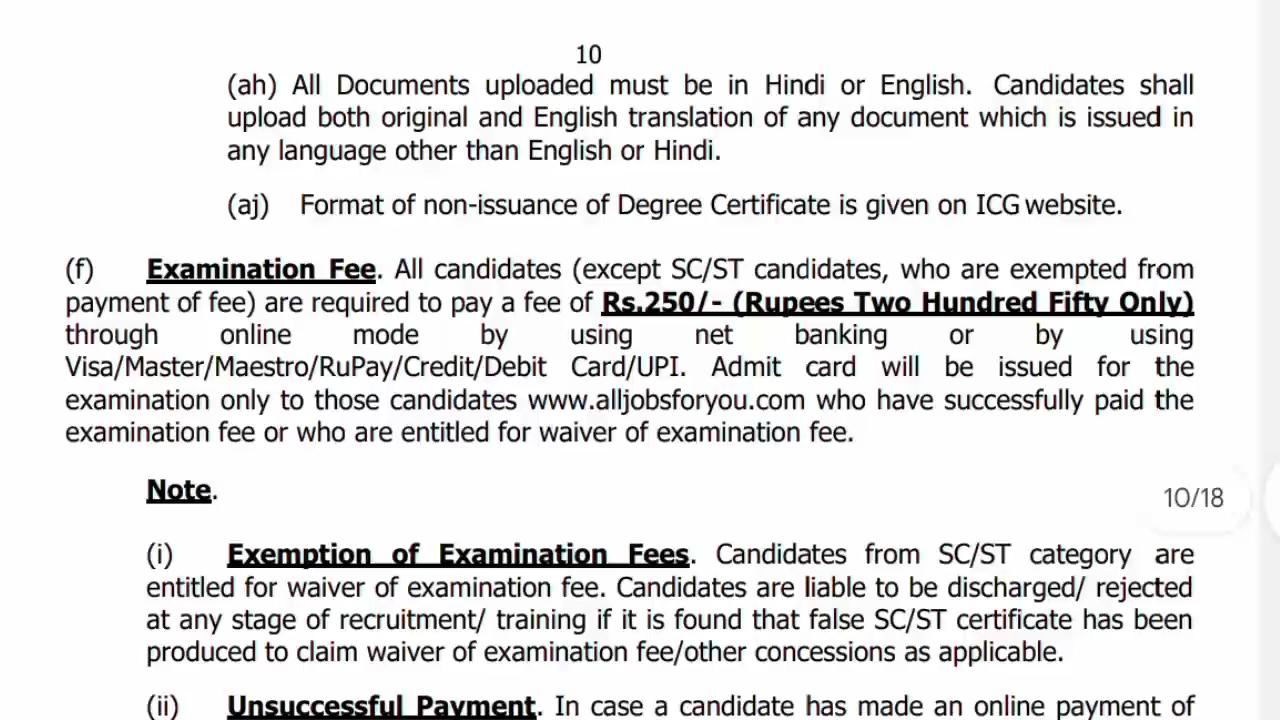 10
(ah) All Documents uploaded must be in Hindi or English. Candidates shall
upload both original and English translation of any document which is issued in
any language other than English or Hindi.
(aj) Format of non-issuance of Degree Certificate is given on ICG website.
(f) Examination Fee. All candidates (except SC/ST candidates, who are exempted from
payment of fee) are required to pay a fee of Rs.250/- (Rupees Two Hundred Fifty Only)
through online mode by using net banking or by using
Visa/Master/Maestro/RuPay/Credit/Debit Card/UPI. Admit card will be issued for the
examination only to those candidates www.alljobsforyou.com who have successfully paid the
examination fee or who are entitled for waiver of examination fee.
Note.
10/18
(i) Exemption of Examination Fees. Candidates from SC/ST category are
entitled for waiver of examination fee. Candidates are liable to be discharged/ rejected
at any stage of recruitment/ training if it is found that false SC/ST certificate has been
produced to claim waiver of examination fee/other concessions as applicable.
(ii) Unsuccessful Payment. In case a candidate has made an online payment of